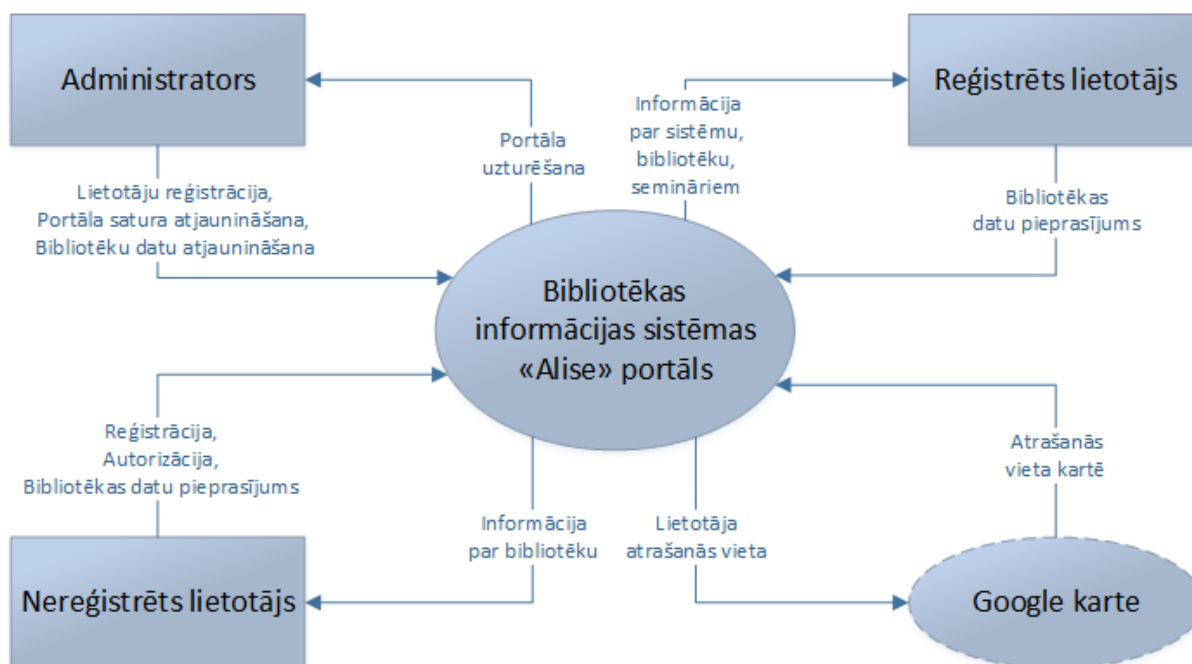 Administrators
Reģistrēts lietotājs
Portāla
uzturēšana
Informācija
par sistēmu,
bibliotēku,
semināriem
Lietotāju reģistrācija,
Portāla satura atjaunināšana,
Bibliotēku datu atjaunināšana
Bibliotēkas
datu pieprasījums
Bibliotēkas
informācijas sistēmas
«Alise» portāls
Reģistrācija,
Autorizācija,
Bibliotēkas datu pieprasījums
Atrašanās
vieta kartē
Informācija
par bibliotēku
Lietotāja
atrašanās vieta
Nereģistrēts lietotājs
Google karte